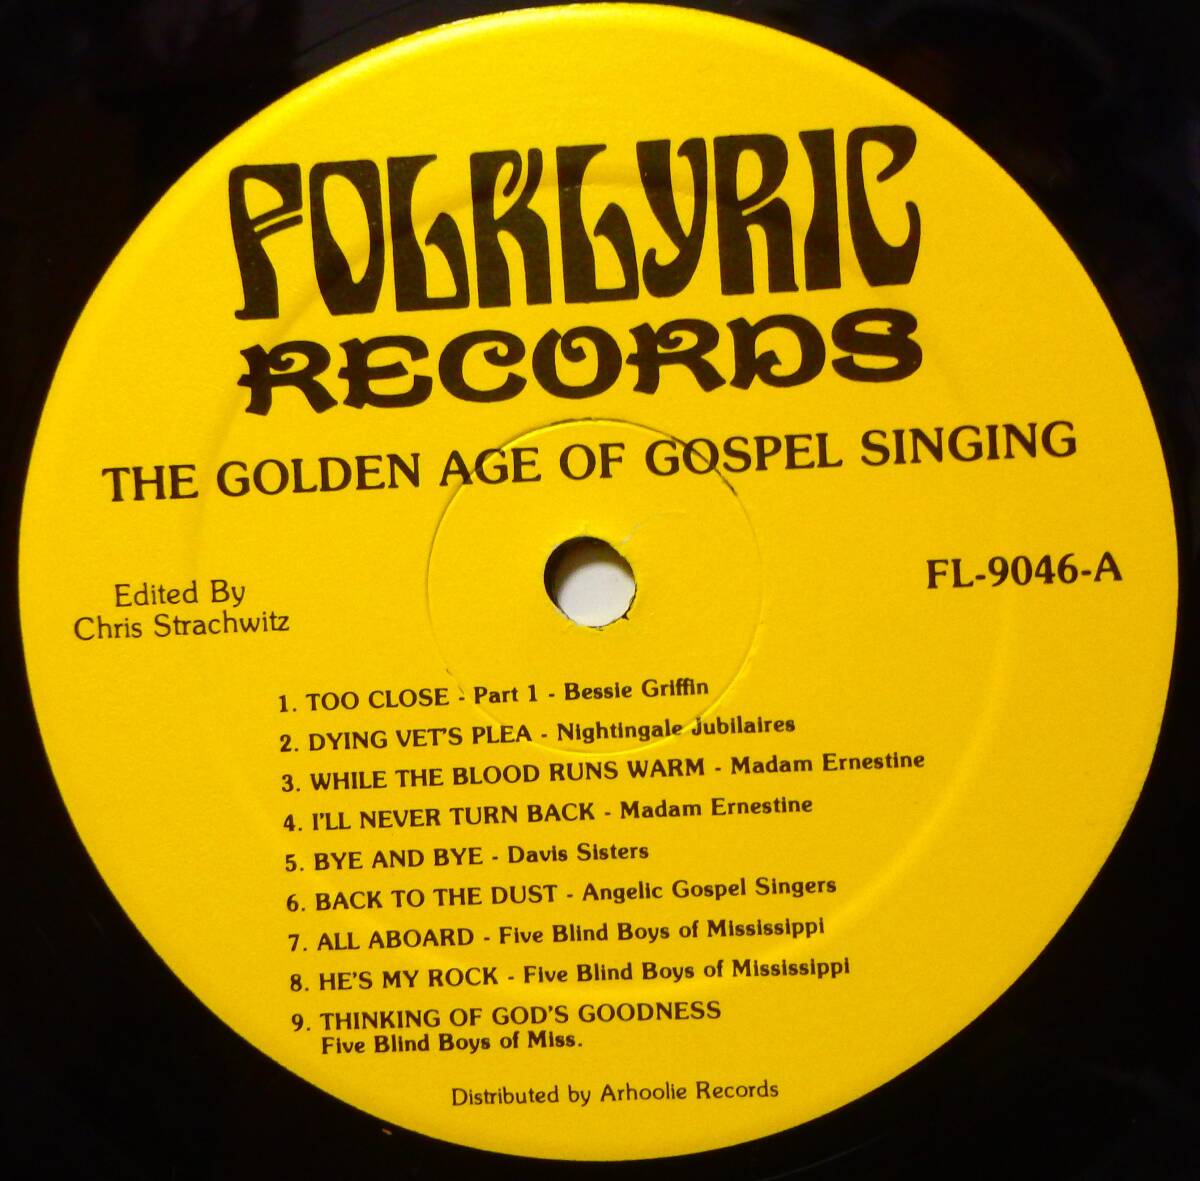 FOLKLYRIC
RECORDS
THE GOLDEN AGE OF GOSPEL SINGING
FL-9046-A
Edited By
Chris Strachwitz
1. TOO CLOSE - Part 1 - Bessie Griffin
2. DYING VET'S PLEA - Nightingale Jubilaires
3. WHILE THE BLOOD RUNS WARM - Madam Ernestine
4. I'LL NEVER TURN BACK - Madam Ernestine
5. BYE AND BYE - Davis Sisters
6. BACK TO THE DUST - Angelic Gospel Singers
7. ALL ABOARD - Five Blind Boys of Mississippi
8. HE'S MY ROCK - Five Blind Boys of Mississippi
9. THINKING OF GOD'S GOODNESS
Five Blind Boys of Miss.
Distributed by Arhoolie Records